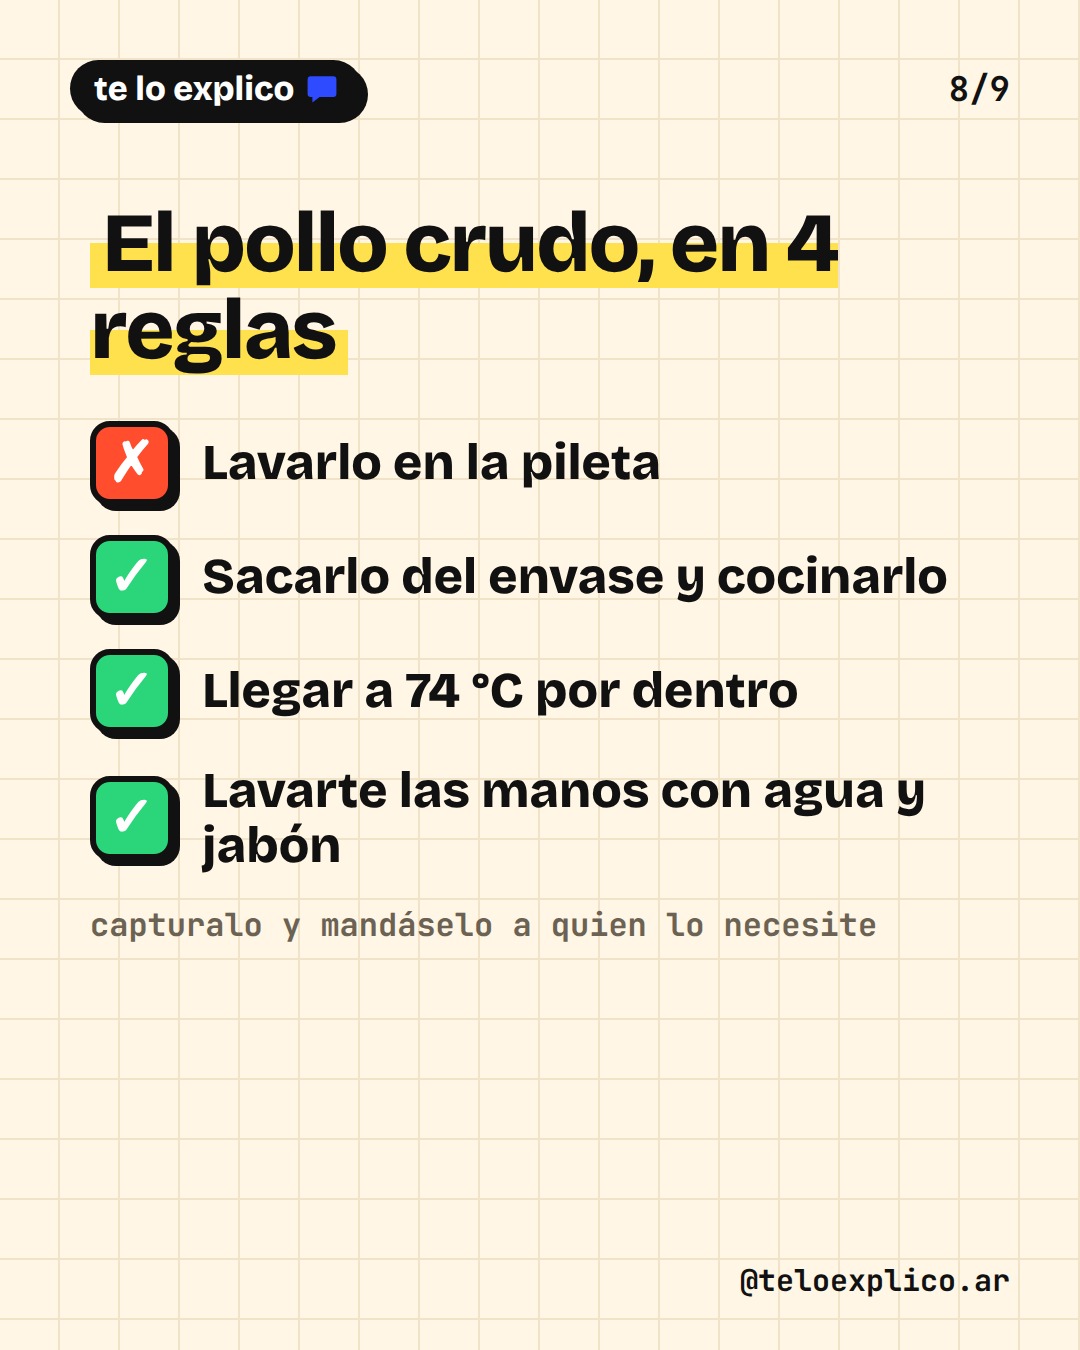 te lo explico
8/9
El pollo crudo, en 4
reglas
✗ Lavarlo en la pileta
✓ Sacarlo del envase y cocinarlo
✓ Llegar a 74 °C por dentro
✓ Lavarte las manos con agua y
jabón
capturalo y mandáselo a quien lo necesite
@teloexplico.ar